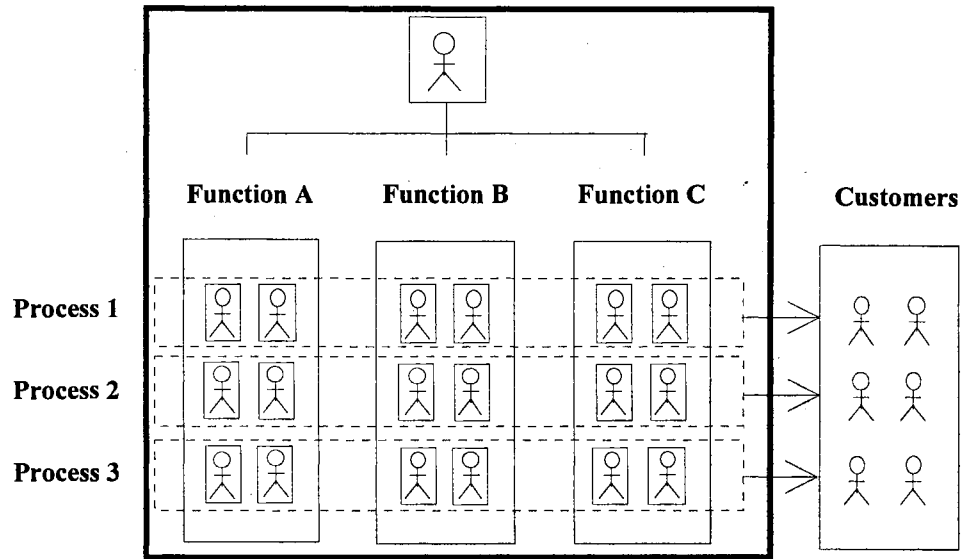 Function A
Function B
Function C
Customers
Process 1
Process 2
Process 3